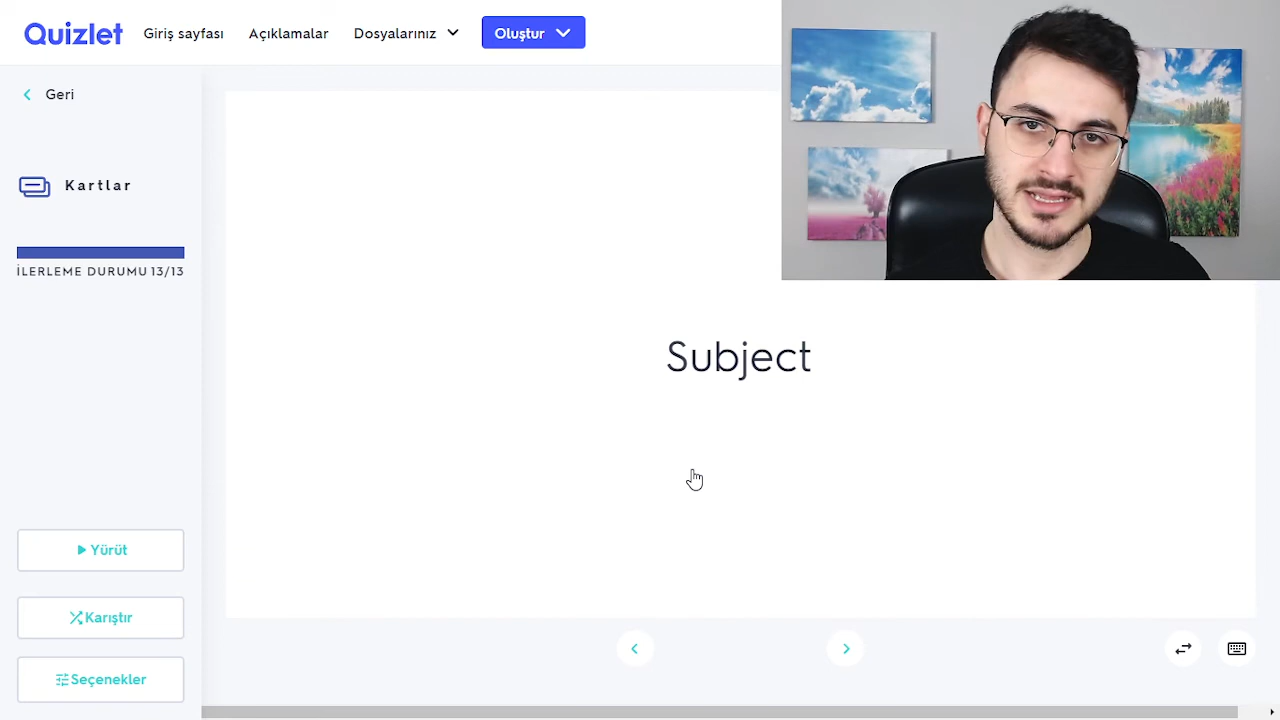 Quizlet
Giriş sayfası
Açıklamalar
Dosyalarınız
Oluştur
Geri
Kartlar
İLERLEME DURUMU 13/13
Subject
Yürüt
Karıştır
Seçenekler